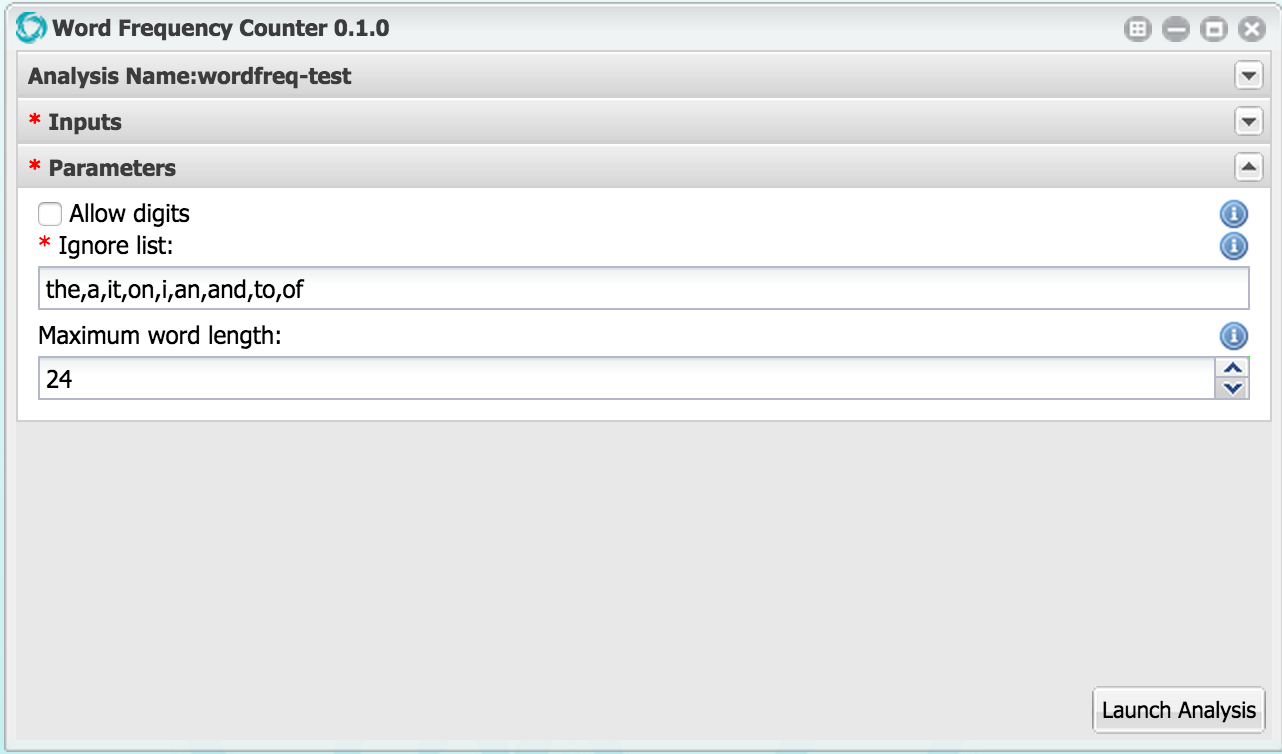 Word Frequency Counter 0.1.0
Analysis Name:wordfreq-test
* Inputs
* Parameters
Allow digits
* Ignore list:
the,a,it,on,i,an,and,to,of
Maximum word length:
24
Launch Analysis